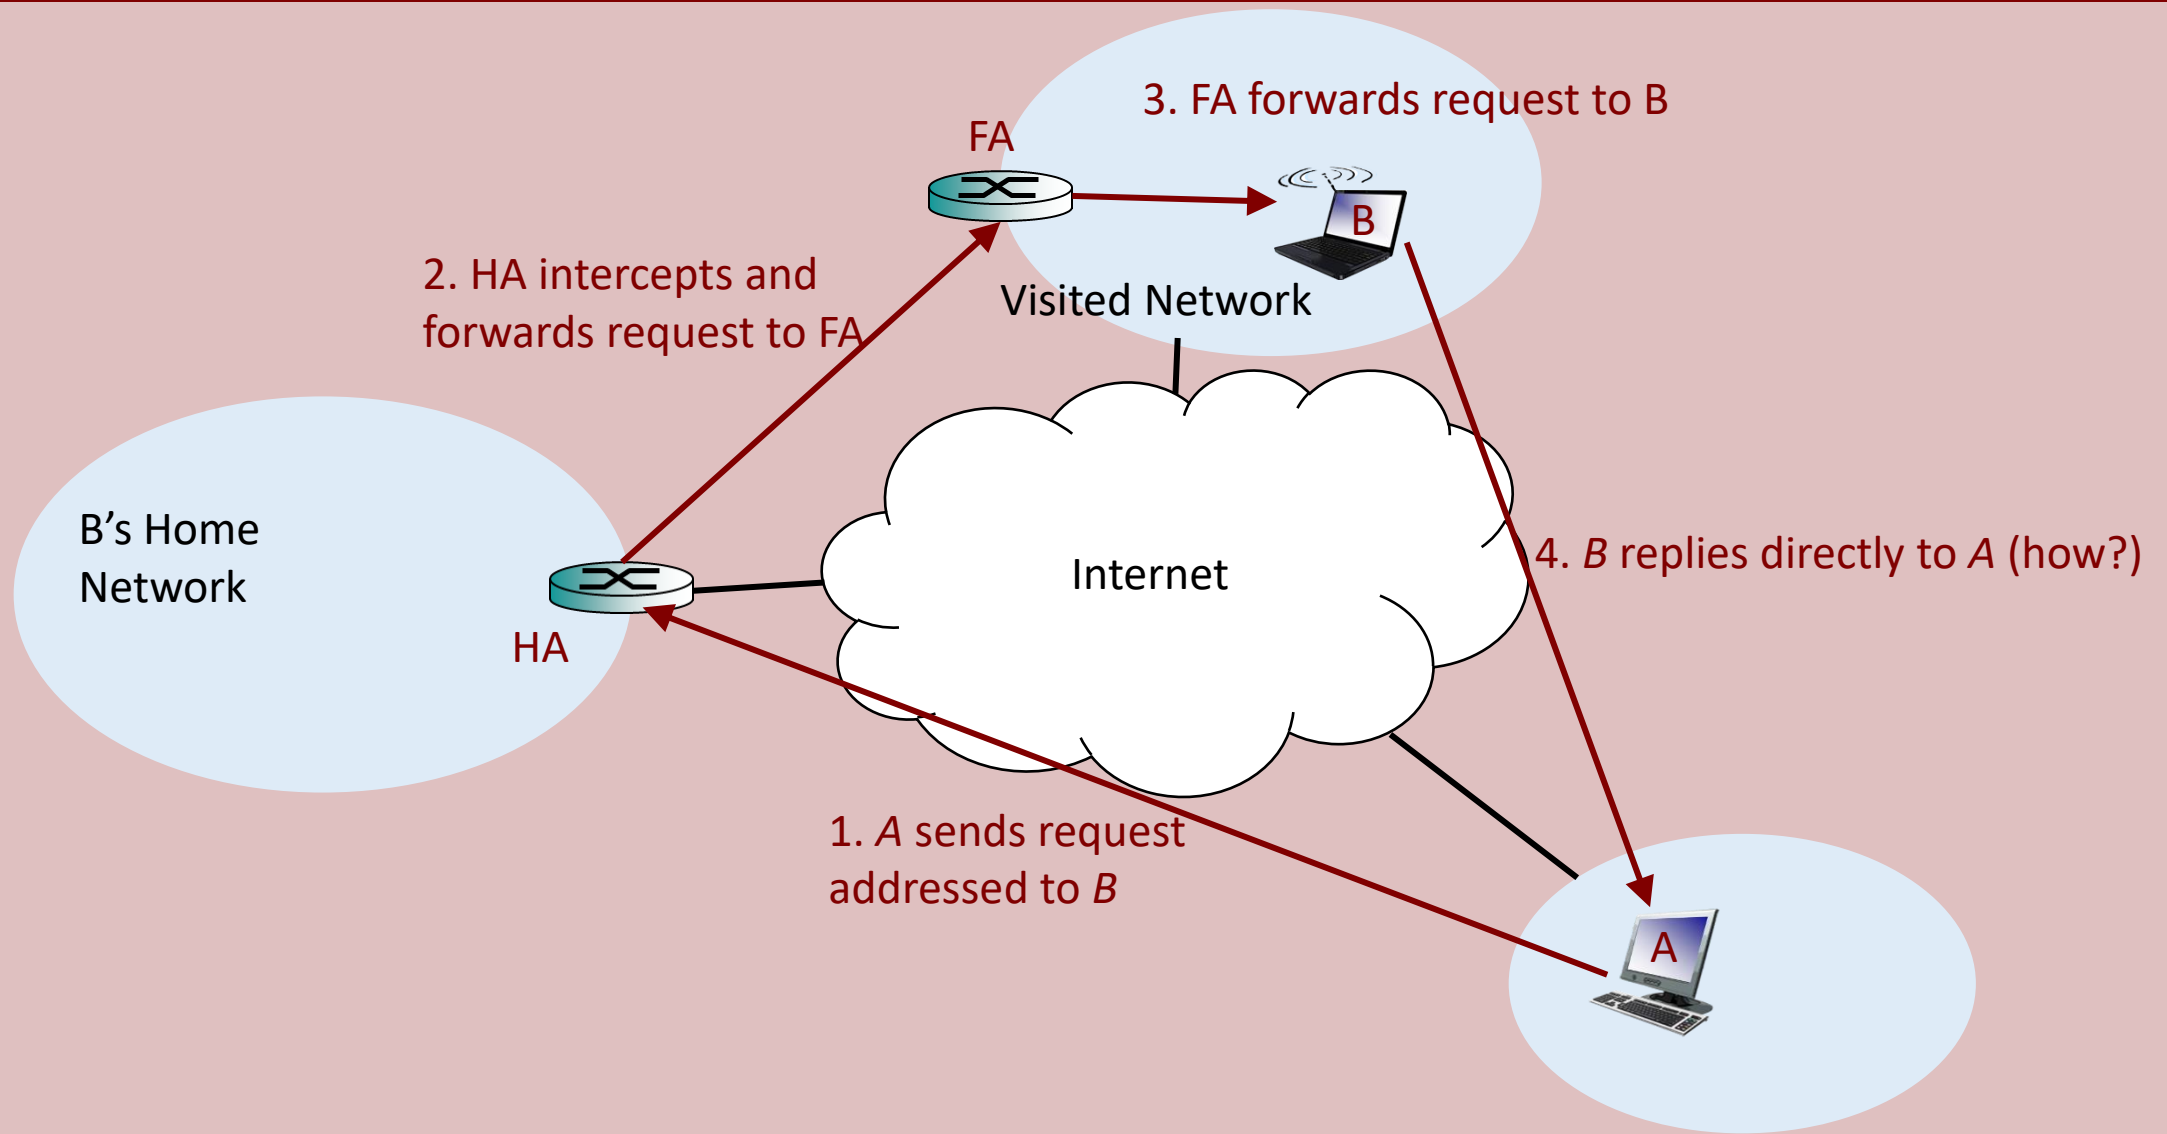 3. FA forwards request to B
FA
B
2. HA intercepts and
forwards request to FA
Visited Network
B’s Home
Network
Internet
4. B replies directly to A (how?)
HA
1. A sends request
addressed to B
A